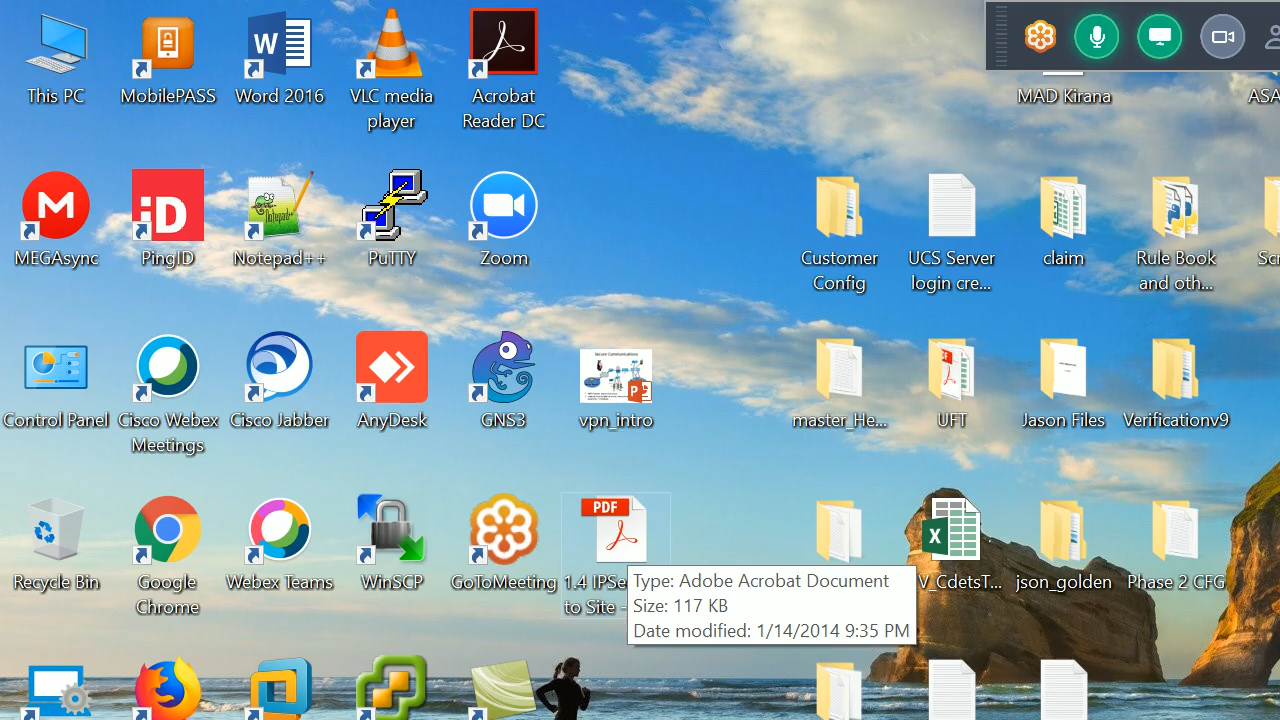 This PC
MobilePASS
Word 2016
VLC media
player
Acrobat
Reader DC
MAD Kirana
ASA
MEGAsync
PingID
Notepad++
PuTTY
Zoom
Customer
Config
UCS Server
login cre...
claim
Rule Book
and oth...
Scr
Control Panel
Cisco Webex
Meetings
Cisco Jabber
AnyDesk
GNS3
Secure Communications
vpn_intro
master_He...
UFT
Jason Files
Verificationv9
Recycle Bin
Google
Chrome
Webex Teams
WinSCP
GoToMeeting
PDF
1.4 IPSe
to Site -
Type: Adobe Acrobat Document
Size: 117 KB
Date modified: 1/14/2014 9:35 PM
V_CdetsT...
json_golden
Phase 2 CFG